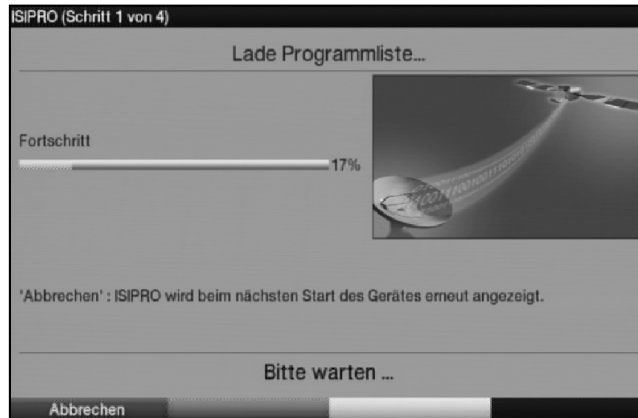 ISIPRO (Schritt 1 von 4)
Lade Programmliste...
Fortschritt
17%
'Abbrechen' : ISIPRO wird beim nächsten Start des Gerätes erneut angezeigt.
Bitte warten ...
Abbrechen